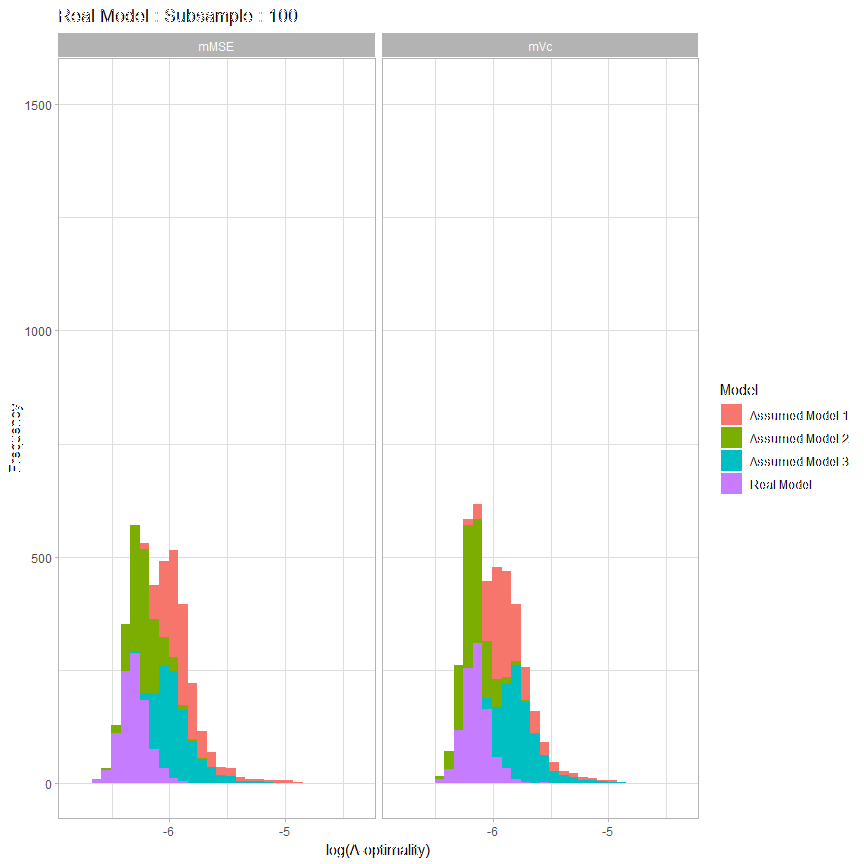 Real Model :: Subsample :: 100
mMSE
mVc
1500
1000
500
0
Frequency
-6
-5
-6
-5
log(A-optimality)
Model
Assumed Model 1
Assumed Model 2
Assumed Model 3
Real Model